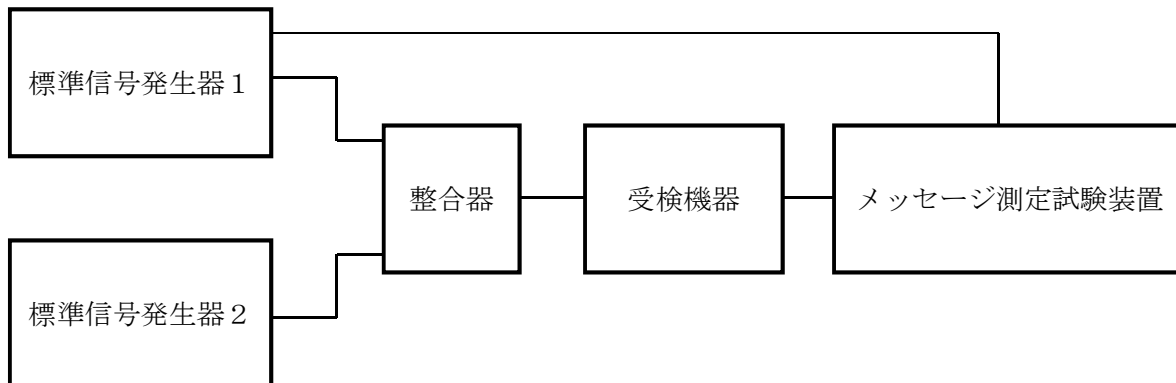 標準信号発生器１
整合器
受検機器
メッセージ測定試験装置
標準信号発生器２